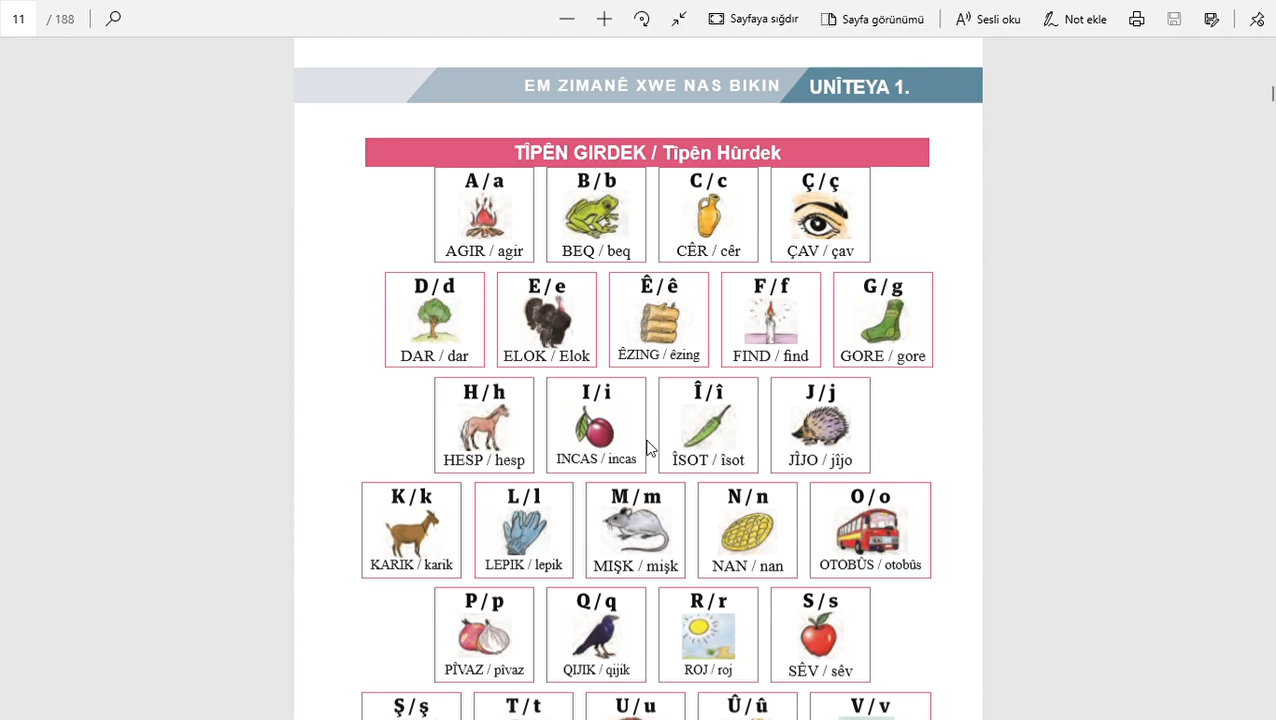 11 / 188 Sayfaya sığdır Sayfa görünümü Sesli oku Not ekle
EM ZIMANÊ XWE NAS BIKIN UNÎTEYA 1.
TÎPÊN GIRDEK / Tîpên Hûrdek
A / a B / b C / c Ç / ç
AGIR / agir BEQ / beq CÊR / cêr ÇAV / çav
D / d E / e Ê / ê F / f G / g
DAR / dar ELOK / Elok ÊZING / êzing FIND / find GORE / gore
H / h I / i Î / î J / j
HESP / hesp INCAS / incas ÎSOT / îsot JÎJO / jîjo
K / k L / l M / m N / n O / o
KARIK / karik LEPIK / lepik MIŞK / mişk NAN / nan OTOBÛS / otobûs
P / p Q / q R / r S / s
PÎVAZ / pîvaz QIJIK / qijik ROJ / roj SÊV / sêv
Ş / ş T / t U / u Û / û V / v